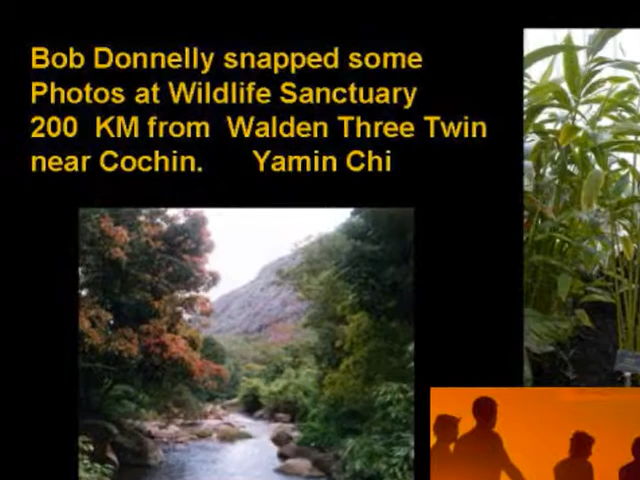 Bob Donnelly snapped some
Photos at Wildlife Sanctuary
200 KM from Walden Three Twin
near Cochin. Yamin Chi